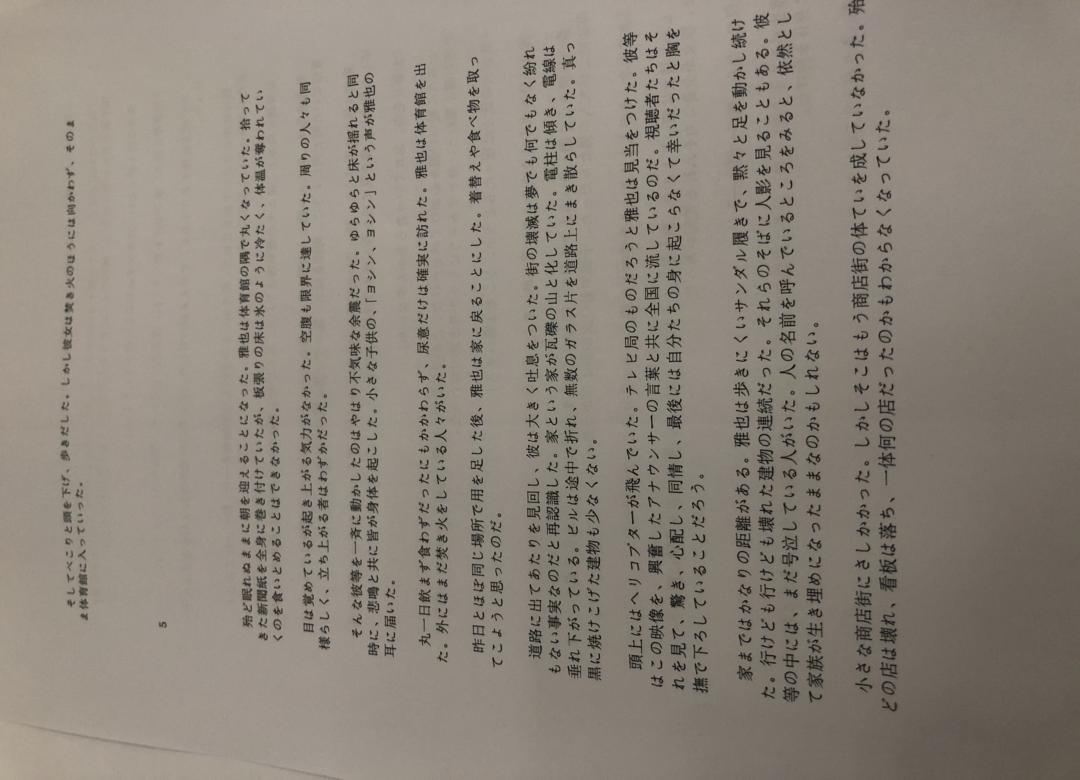 そしてぺこりと頭を下げ、歩きだした。しかし彼女は焚き火のほうには向かわず、そのま
ま体育館に入っていった。
5
殆ど眠れぬままに朝を迎えることになった。雅也は体育館の隅で丸くなっていた。拾って
きた新聞紙を全身に巻き付けていたが、板張りの床は氷のように冷たく、体温が奪われてい
くのを食いとめることはできなかった。
目は覚めているが起き上がる気力がなかった。空腹も限界に達していた。周りの人々も同
様らしく、立ち上がる者はわずかだった。
そんな彼等を一斉に動かしたのはやはり不気味な余震だった。ゆらゆらと床が揺れると同
時に、悲鳴と共に皆が身体を起こした。小さな子供の、「ヨシン、ヨシン」という声が雅也の
耳に届いた。
丸一日飲まず食わずだったにもかかわらず、尿意だけは確実に訪れた。雅也は体育館を出
た。外にはまだ焚き火をしている人々がいた。
昨日とほぼ同じ場所で用を足した後、雅也は家に戻ることにした。着替えや食べ物を取っ
てこようと思ったのだ。
道路に出てあたりを見回し、彼は大きく吐息をついた。街の壊滅は夢でも何でもなく紛れ
もない事実なのだと再認識した。家という家が瓦礫の山と化していた。電柱は傾き、電線は
垂れ下がっている。ビルは途中で折れ、無数のガラス片を道路上にまき散らしていた。真っ
黒に焼けこげた建物も少なくない。
頭上にはヘリコプターが飛んでいた。テレビ局のものだろうと雅也は見当をつけた。彼等
はこの映像を、興奮したアナウンサーの言葉と共に全国に流しているのだ。視聴者たちはそ
れを見て、驚き、心配し、同情し、最後には自分たちの身に起こらなくて幸いだったと胸を
撫で下ろしていることだろう。
家まではかなりの距離がある。雅也は歩きにくいサンダル履きで、黙々と足を動かし続け
た。行けども行けども壊れた建物の連続だった。それらのそばに人影を見ることもある。彼
等の中には、まだ号泣している人がいた。人の名前を呼んでいるところをみると、依然とし
て家族が生き埋めになったままなのかもしれない。
小さな商店街にさしかかった。しかしそこはもう商店街の体ていを成していなかった。殆
どの店は壊れ、看板は落ち、一体何の店だったのかもわからなくなっていた。